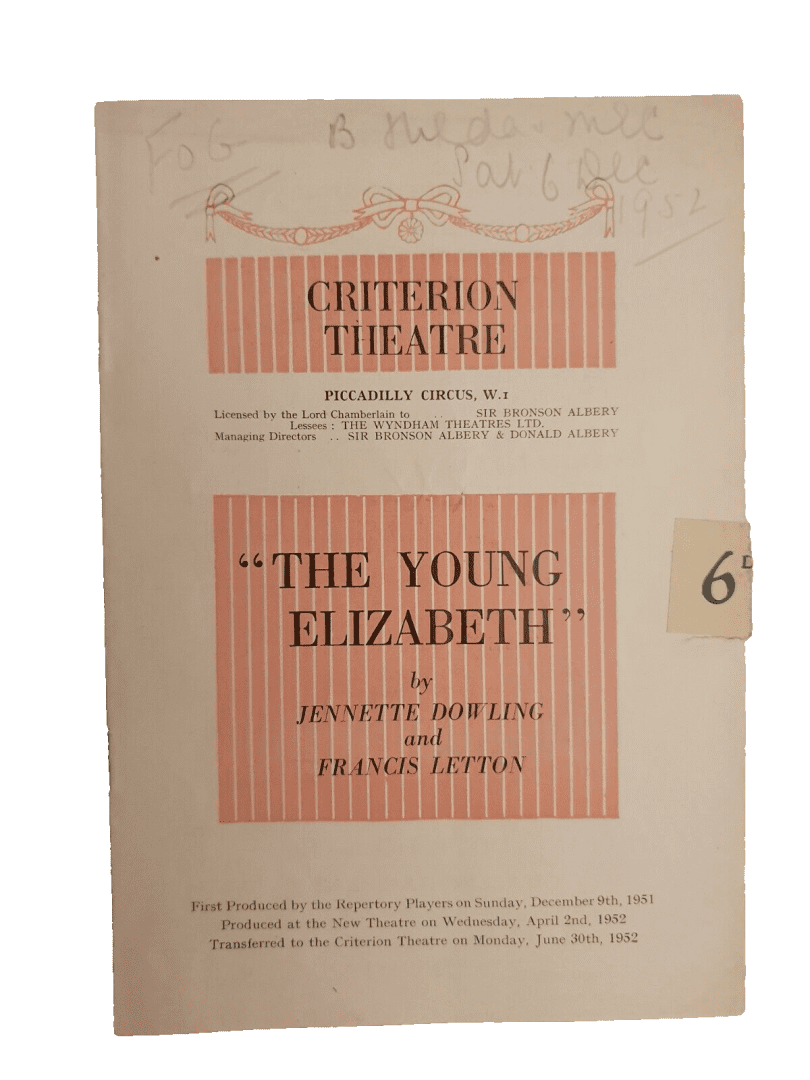 FOG
B Hilda + me
Sat 6 Dec
1952
CRITERION
THEATRE
PICCADILLY CIRCUS, W.1
Licensed by the Lord Chamberlain to .. SIR BRONSON ALBERY
Lessees : THE WYNDHAM THEATRES LTD.
Managing Directors .. SIR BRONSON ALBERY & DONALD ALBERY
“THE YOUNG
ELIZABETH”
by
JENNETTE DOWLING
and
FRANCIS LETTON
6D
First Produced by the Repertory Players on Sunday, December 9th, 1951
Produced at the New Theatre on Wednesday, April 2nd, 1952
Transferred to the Criterion Theatre on Monday, June 30th, 1952